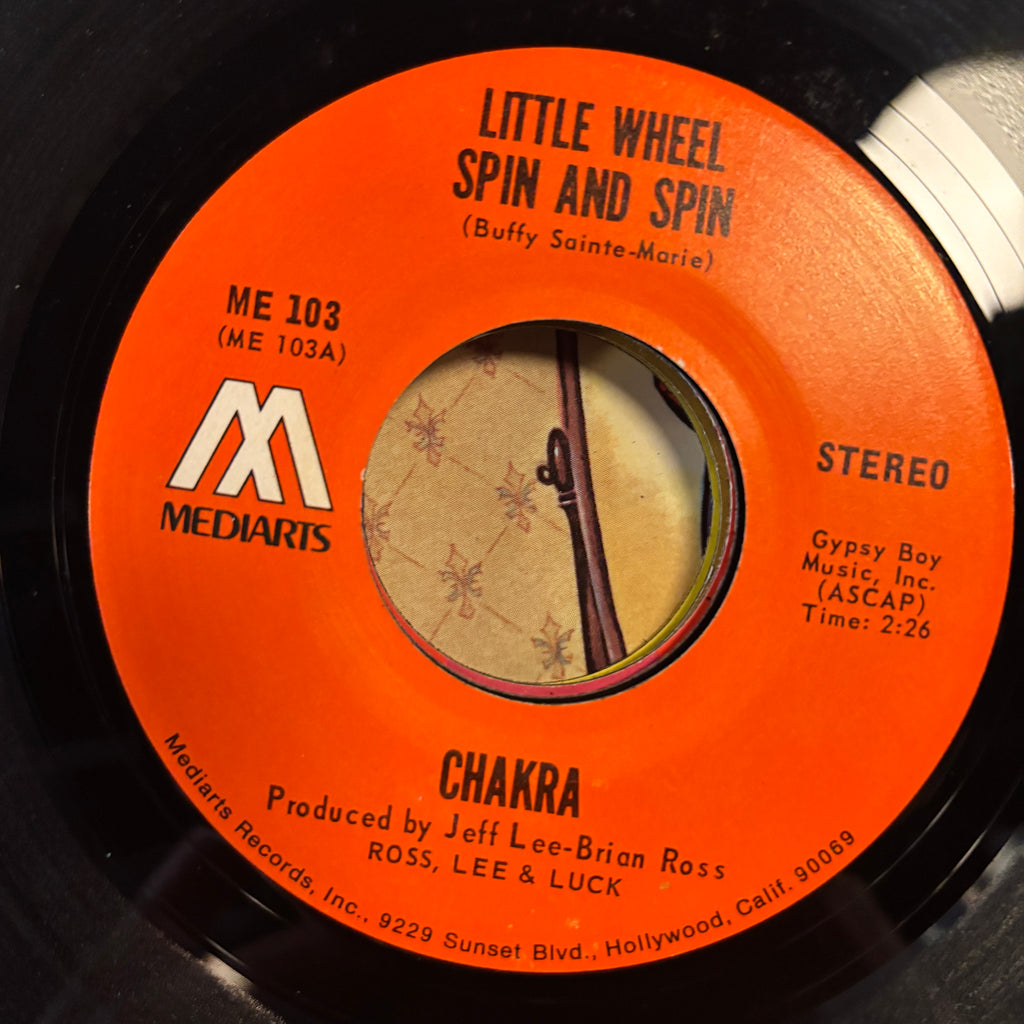 LITTLE WHEEL
SPIN AND SPIN
(Buffy Sainte-Marie)
ME 103
(ME 103A)
MEDIARTS
STEREO
Gypsy Boy
Music, Inc.
(ASCAP)
Time: 2:26
CHAKRA
Produced by Jeff Lee-Brian Ross
ROSS, LEE & LUCK
Mediarts Records, Inc., 9229 Sunset Blvd., Hollywood, Calif. 90069